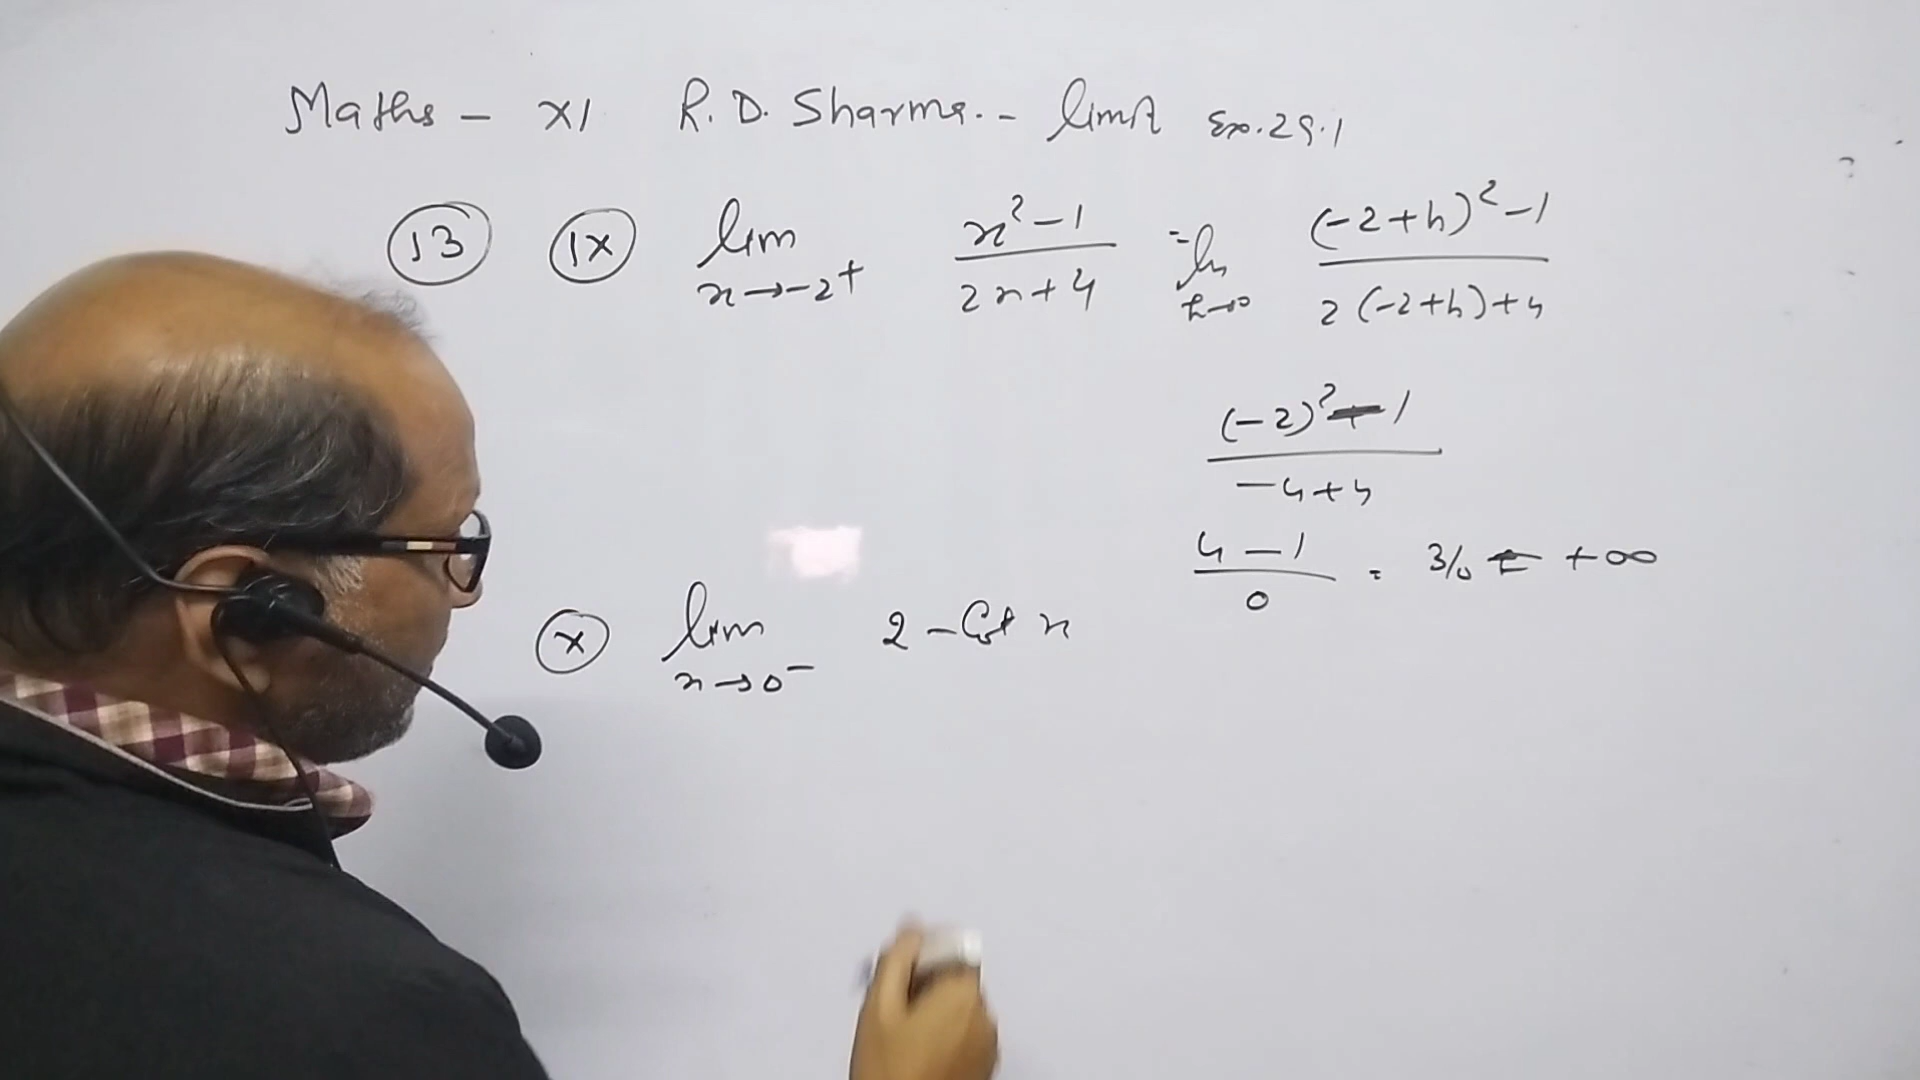 Maths - XI R.D. Sharma.- limit Ex. 29.1
13 ix lim x→-2+ x²-1 / 2x+4 = lim h→0 (-2+h)²-1 / 2(-2+h)+4
(-2)²-1 / -4+4
4-1 / 0 = 3/0 = +∞
x lim x→0- 2-Cot x